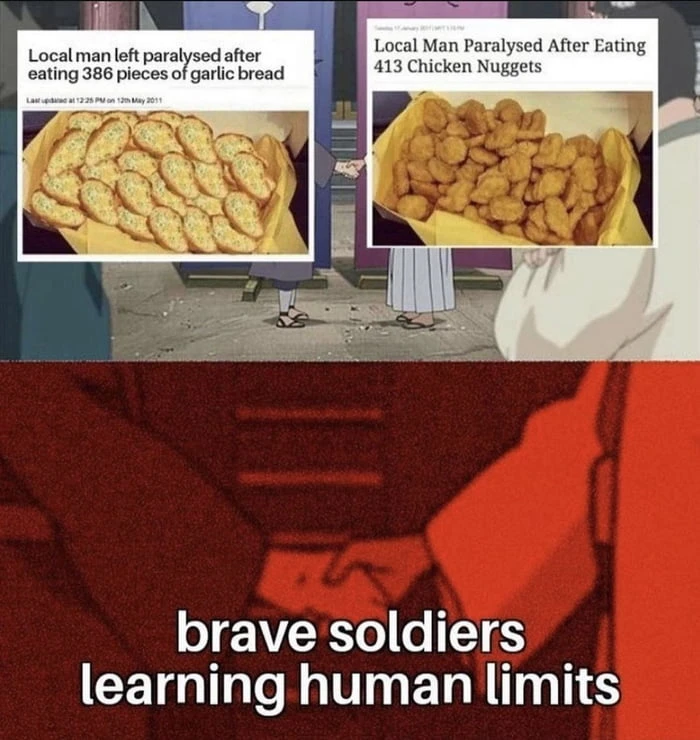 Local man left paralysed after
eating 386 pieces of garlic bread
Last updated at 12:25 PM on 12th May 2011
Local Man Paralysed After Eating
413 Chicken Nuggets
brave soldiers
learning human limits